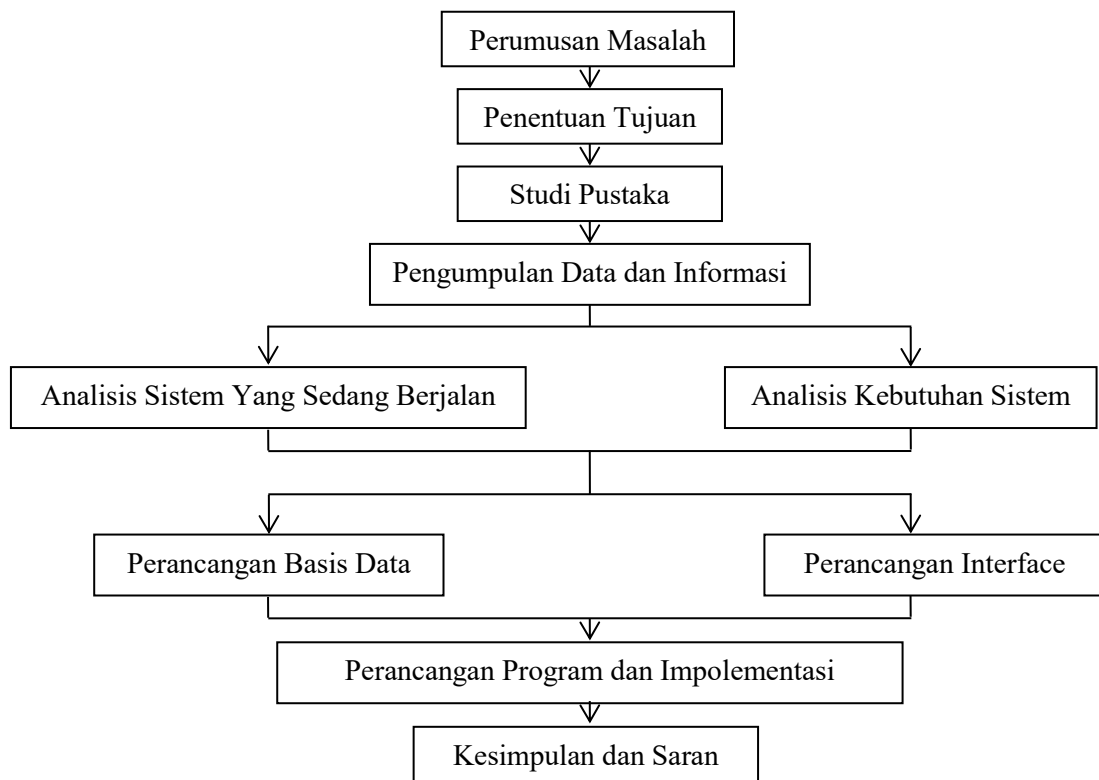 Perumusan Masalah
Penentuan Tujuan
Studi Pustaka
Pengumpulan Data dan Informasi
Analisis Sistem Yang Sedang Berjalan
Analisis Kebutuhan Sistem
Perancangan Basis Data
Perancangan Interface
Perancangan Program dan Impolementasi
Kesimpulan dan Saran